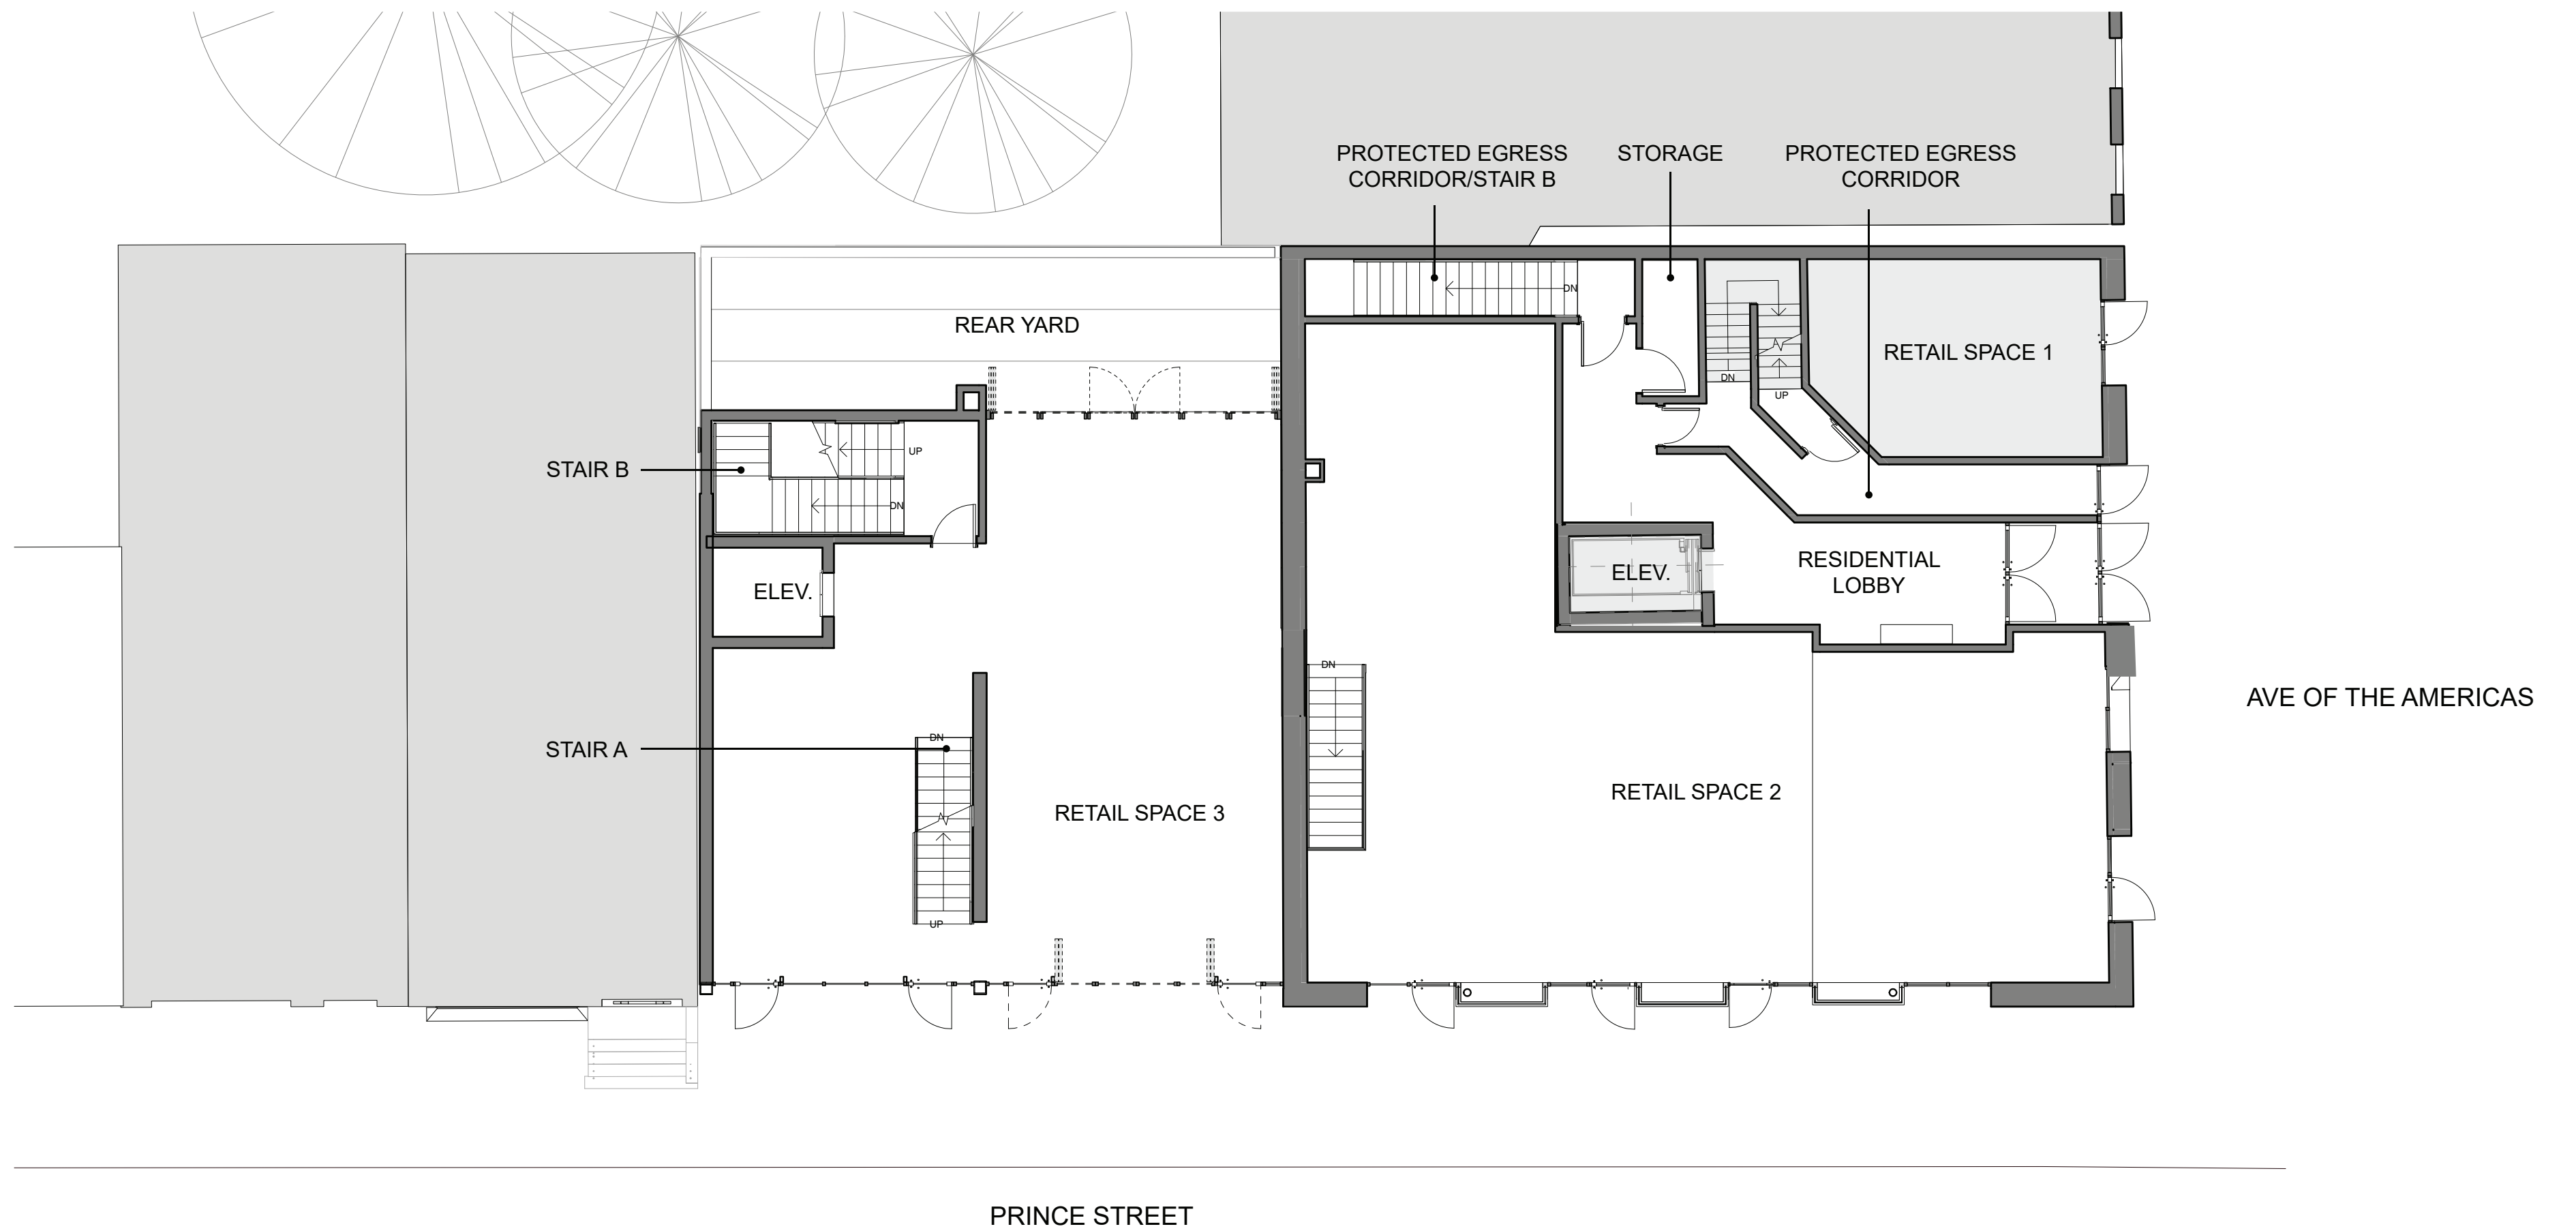 PROTECTED EGRESS
CORRIDOR/STAIR B
STORAGE
PROTECTED EGRESS
CORRIDOR
DN
REAR YARD
RETAIL SPACE 1
DN
UP
STAIR B
UP
DN
ELEV.
ELEV.
RESIDENTIAL
LOBBY
DN
AVE OF THE AMERICAS
STAIR A
DN
RETAIL SPACE 2
RETAIL SPACE 3
UP
PRINCE STREET